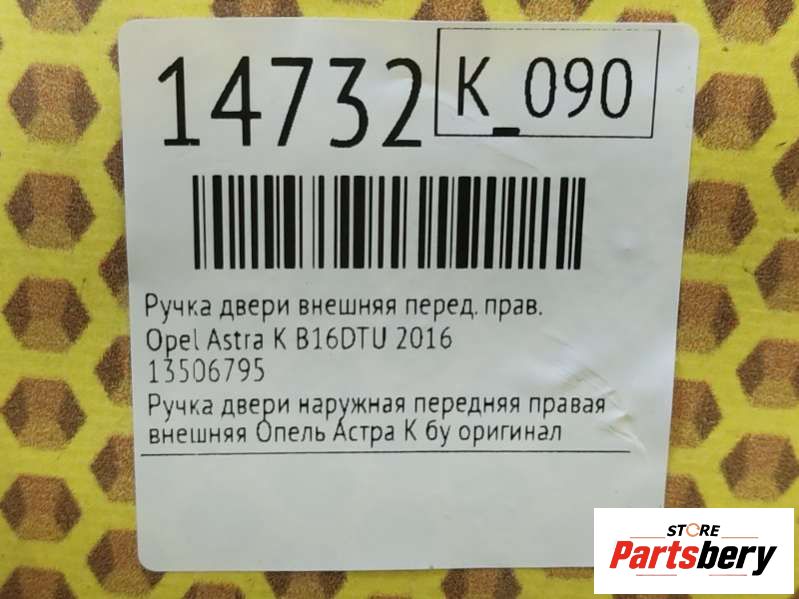 14732
K_090
Ручка двери внешняя перед. прав.
Opel Astra K B16DTU 2016
13506795
Ручка двери наружная передняя правая
внешняя Опель Астра К бу оригинал
STORE
Partsbery